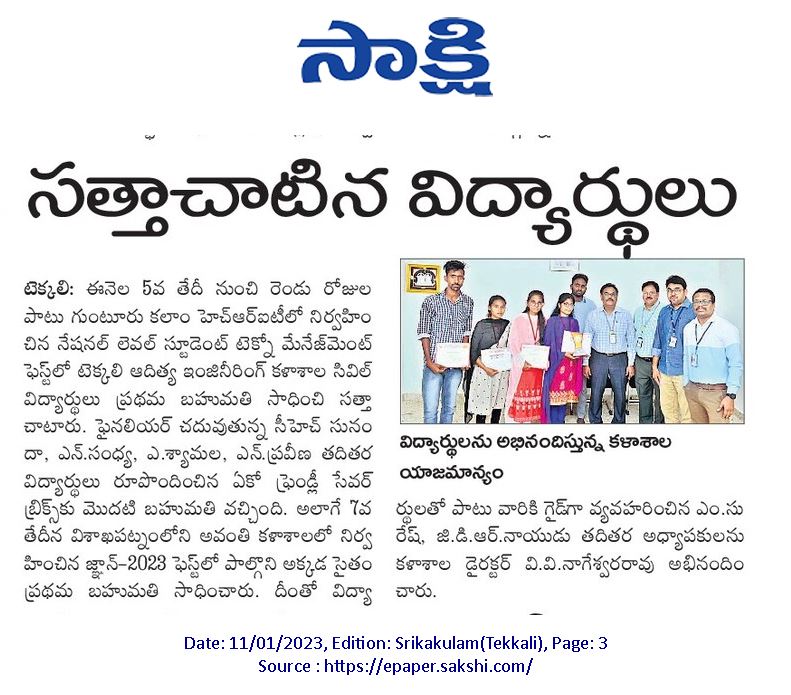 సాక్షి
సత్తాచాటిన విద్యార్థులు
టెక్కలి: ఈనెల 5వ తేదీ నుంచి రెండు రోజుల
పాటు గుంటూరు కలాం హెచ్ఆర్ఐటీలో నిర్వహిం
చిన నేషనల్ లెవల్ స్టూడెంట్ టెక్నో మేనేజ్‌మెంట్
ఫెస్ట్‌లో టెక్కలి ఆదిత్య ఇంజినీరింగ్ కళాశాల సివిల్
విద్యార్థులు ప్రథమ బహుమతి సాధించి సత్తా
చాటారు. ఫైనలియర్ చదువుతున్న సీహెచ్ సునం
దా, ఎన్.సంధ్య, ఎ.శ్యామల, ఎన్.ప్రవీణ తదితర
విద్యార్థులు రూపొందించిన ఏకో ఫ్రెండ్లీ సేవర్
బ్రిక్స్‌కు మొదటి బహుమతి వచ్చింది. అలాగే 7వ
తేదీన విశాఖపట్నంలోని అవంతి కళాశాలలో నిర్వ
హించిన జ్ఞాన్-2023 ఫెస్ట్‌లో పాల్గొని అక్కడ సైతం
ప్రథమ బహుమతి సాధించారు. దీంతో విద్యా
విద్యార్థులను అభినందిస్తున్న కళాశాల
యాజమాన్యం
ర్థులతో పాటు వారికి గైడ్‌గా వ్యవహరించిన ఎం.సు
రేష్, జి.డి.ఆర్.నాయుడు తదితర అధ్యాపకులను
కళాశాల డైరక్టర్ వి.వి.నాగేశ్వరరావు అభినందిం
చారు.
Date: 11/01/2023, Edition: Srikakulam(Tekkali), Page: 3
Source : https://epaper.sakshi.com/